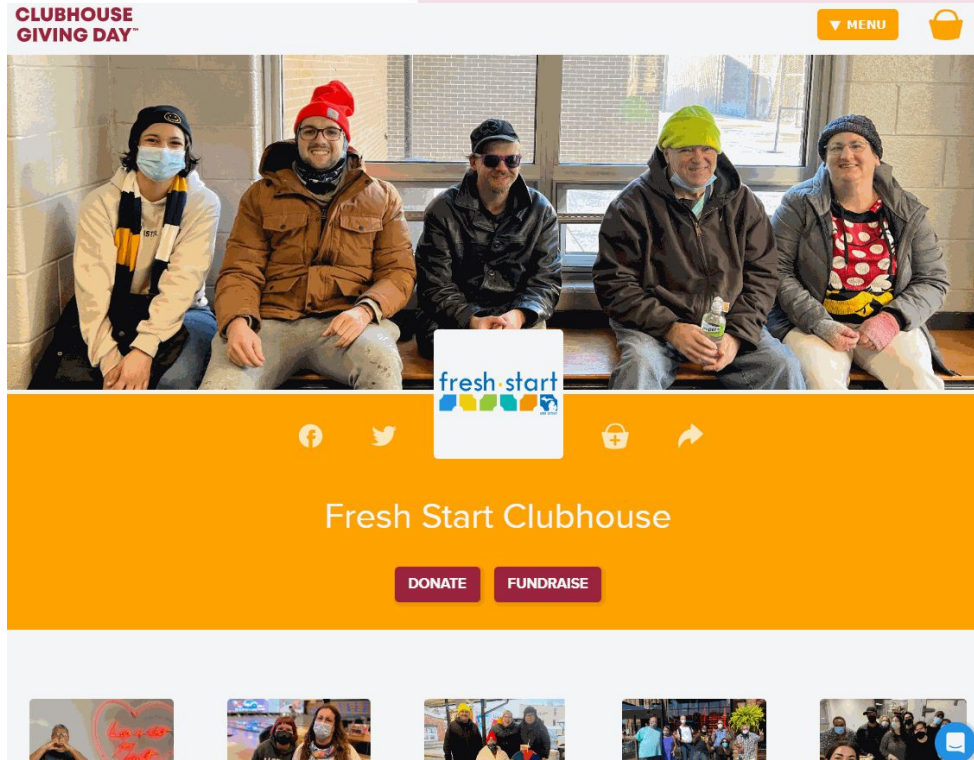 CLUBHOUSE
GIVING DAY™
▼ MENU
fresh·start
Fresh Start Clubhouse
DONATE
FUNDRAISE